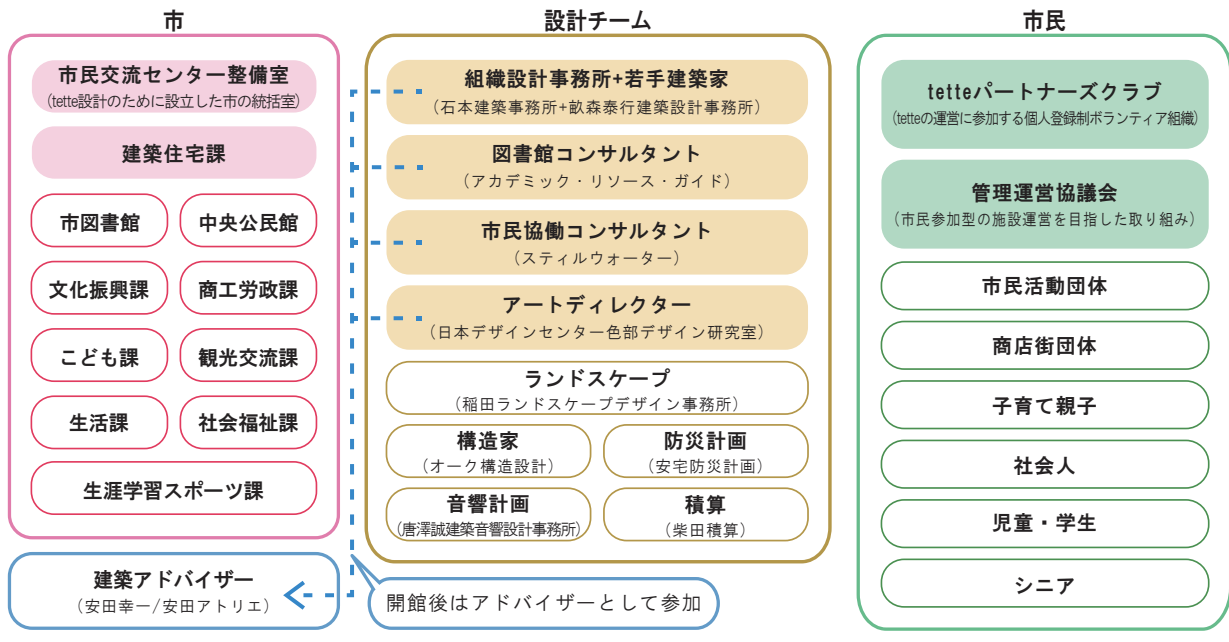 市
市民交流センター整備室
(tette設計のために設立した市の統括室)
建築住宅課
市図書館
中央公民館
文化振興課
商工労政課
こども課
観光交流課
生活課
社会福祉課
生涯学習スポーツ課
建築アドバイザー
(安田幸一/安田アトリエ)
設計チーム
組織設計事務所+若手建築家
(石本建築事務所+畝森泰行建築設計事務所)
図書館コンサルタント
(アカデミック・リソース・ガイド)
市民協働コンサルタント
(スティルウォーター)
アートディレクター
(日本デザインセンター色部デザイン研究室)
ランドスケープ
(稲田ランドスケープデザイン事務所)
構造家
(オーク構造設計)
防災計画
(安宅防災計画)
音響計画
(唐澤誠建築音響設計事務所)
積算
(柴田積算)
開館後はアドバイザーとして参加
市民
tetteパートナーズクラブ
(tetteの運営に参加する個人登録制ボランティア組織)
管理運営協議会
(市民参加型の施設運営を目指した取り組み)
市民活動団体
商店街団体
子育て親子
社会人
児童・学生
シニア